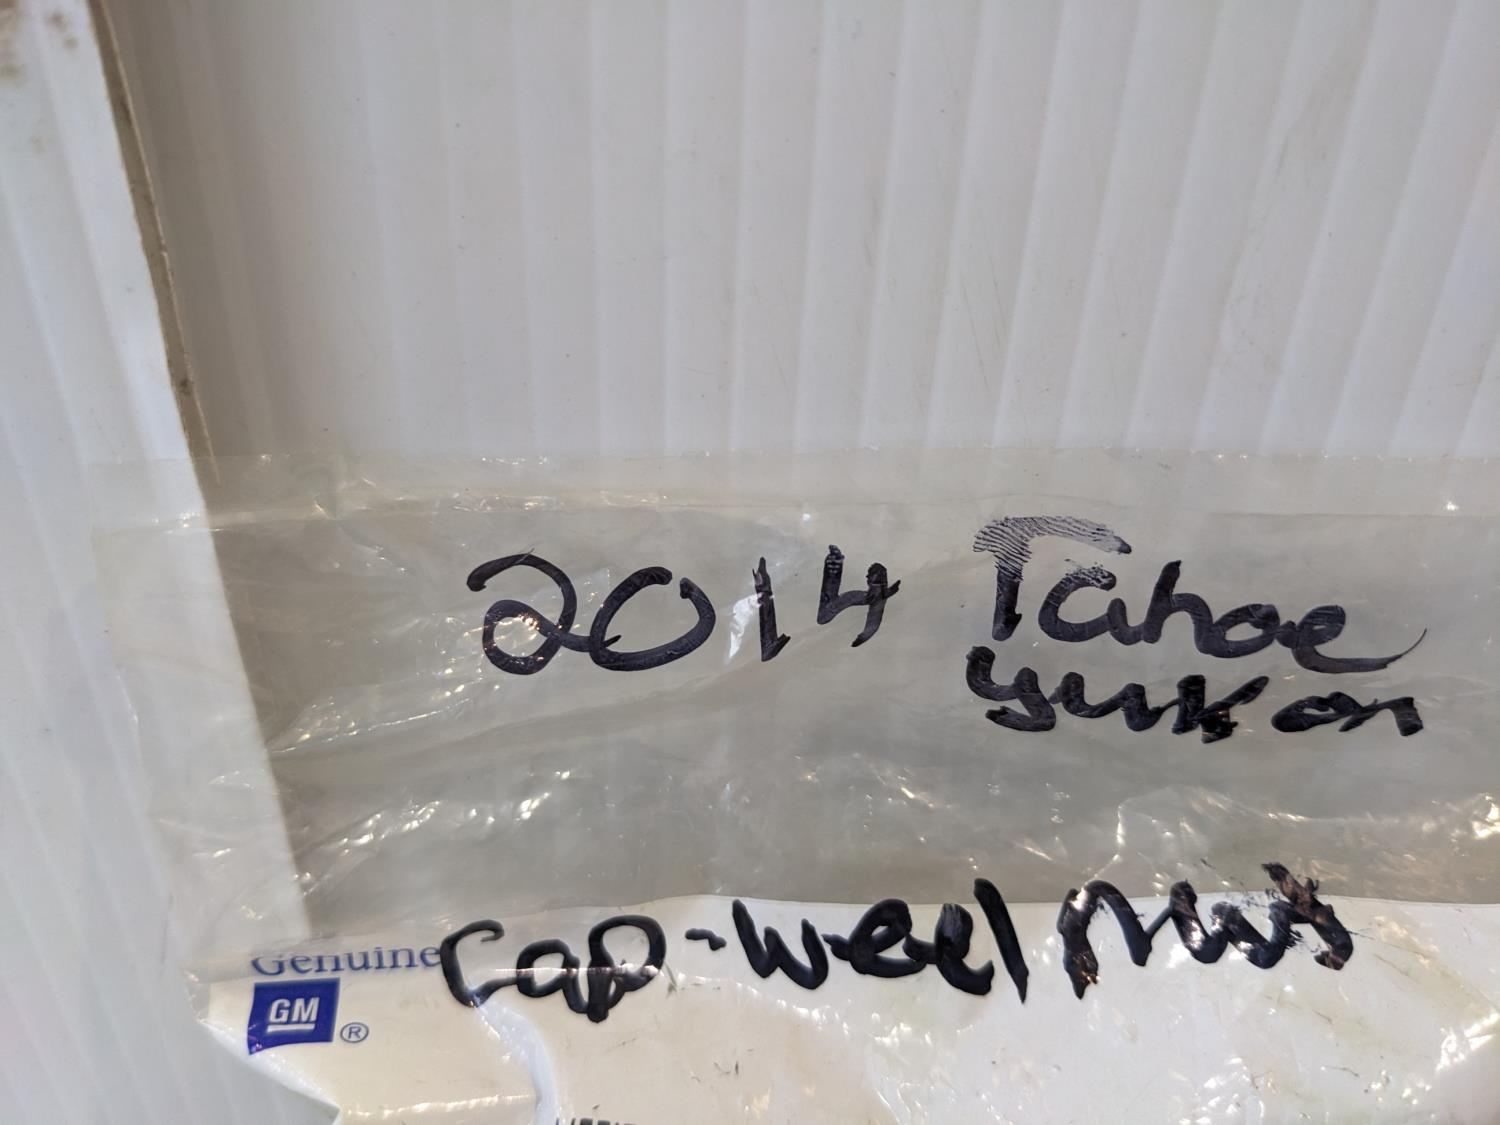 2014 Tahoe
yukon
cap-weel nut
Genuine
GM ®